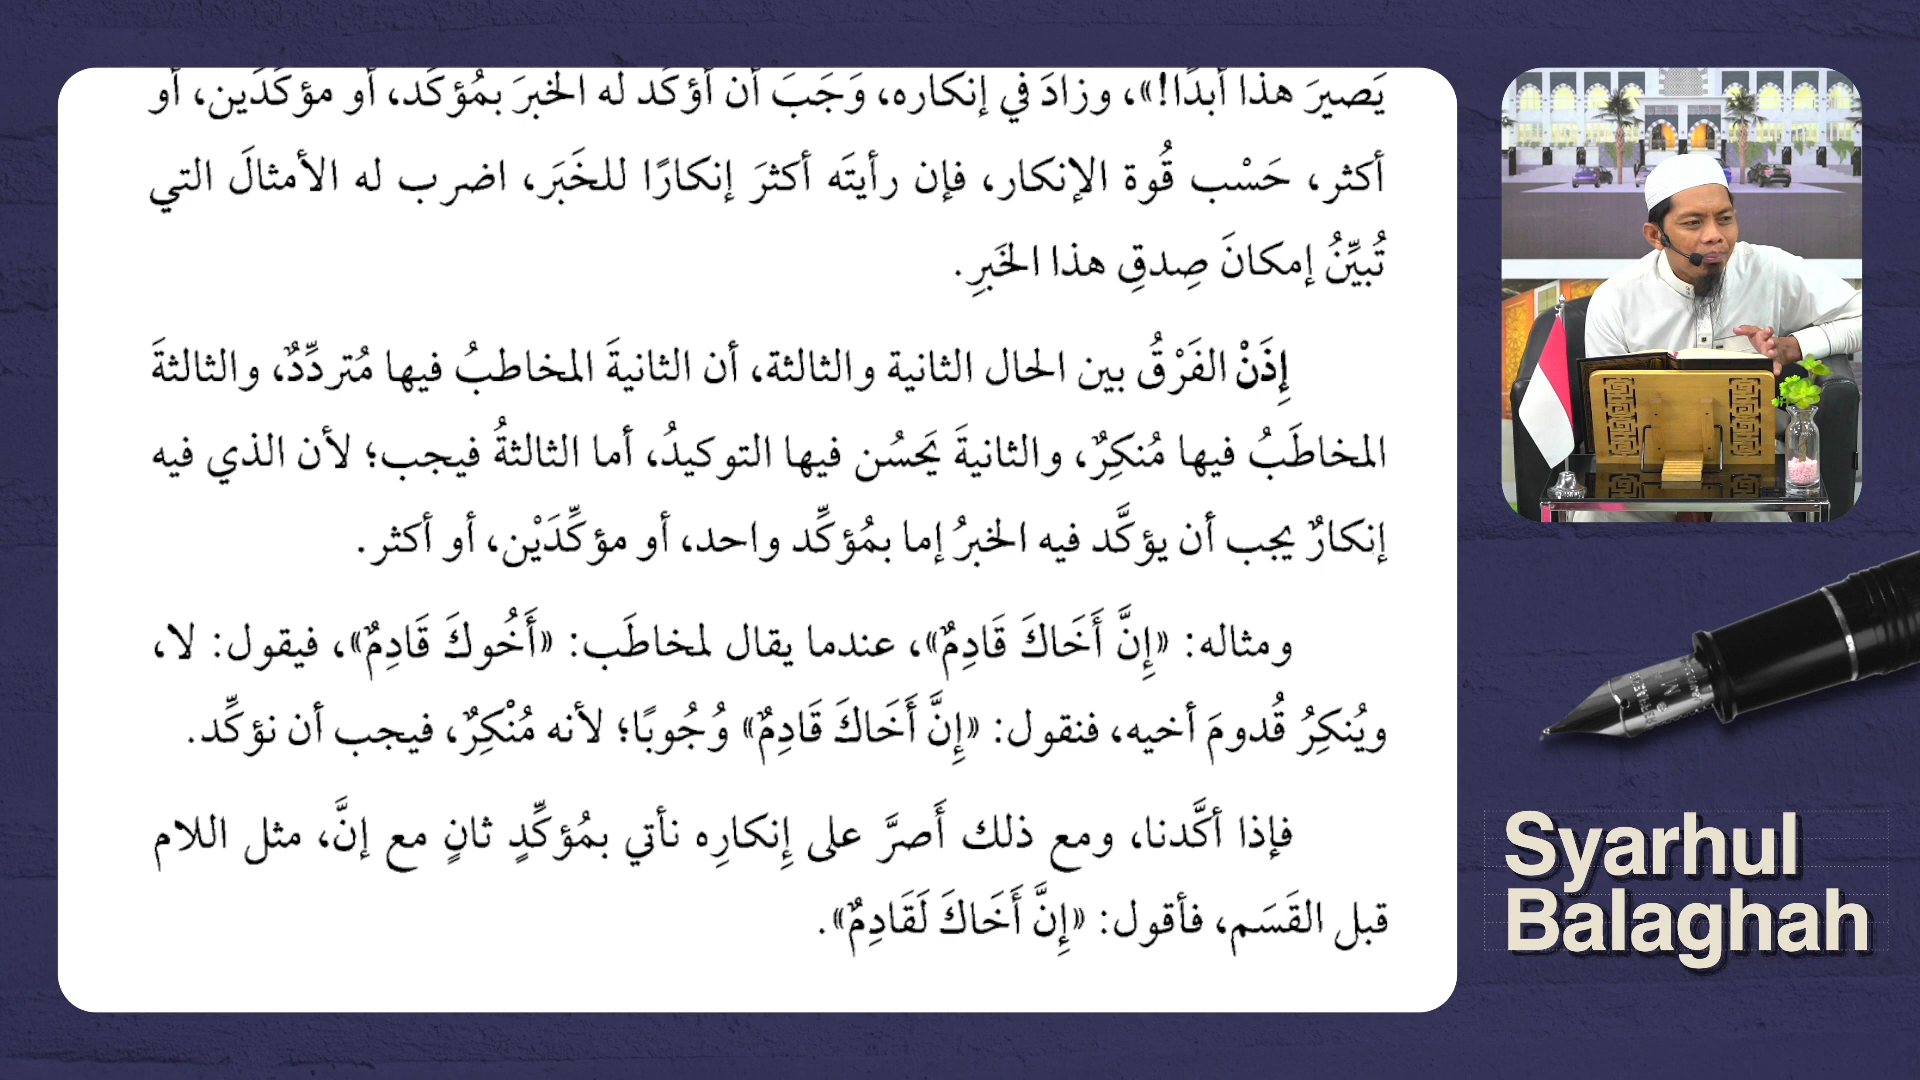 يَصيرَ هذا أبدًا!»، وزادَ في إنكاره، وَجَبَ أن أؤكد له الخبرَ بمُؤكد، أو مؤكدَين، أو
أكثر، حَسْب قُوة الإنكار، فإن رأيتَه أكثرَ إنكارًا للخَبَر، اضرب له الأمثالَ التي
تُبيِّنُ إمكانَ صِدقِ هذا الخَبرِ.
إِذَنْ الفَرْقُ بين الحال الثانية والثالثة، أن الثانيةَ المخاطبُ فيها مُتردِّدٌ، والثالثةَ
المخاطَبُ فيها مُنكِرٌ، والثانيةَ يَحسُن فيها التوكيدُ، أما الثالثةُ فيجب؛ لأن الذي فيه
إنكارٌ يجب أن يؤكَّد فيه الخبرُ إما بمُؤكِّد واحد، أو مؤكِّدَيْن، أو أكثر.
ومثاله: «إِنَّ أَخَاكَ قَادِمٌ»، عندما يقال لمخاطَب: «أَخُوكَ قَادِمٌ»، فيقول: لا،
ويُنكِرُ قُدومَ أخيه، فنقول: «إِنَّ أَخَاكَ قَادِمٌ» وُجُوبًا؛ لأنه مُنْكِرٌ، فيجب أن نؤكِّد.
فإذا أكَّدنا، ومع ذلك أَصرَّ على إِنكارِه نأتي بمُؤكِّدٍ ثانٍ مع إنَّ، مثل اللام
قبل القَسَم، فأقول: «إِنَّ أَخَاكَ لَقَادِمٌ».
Syarhul
Balaghah